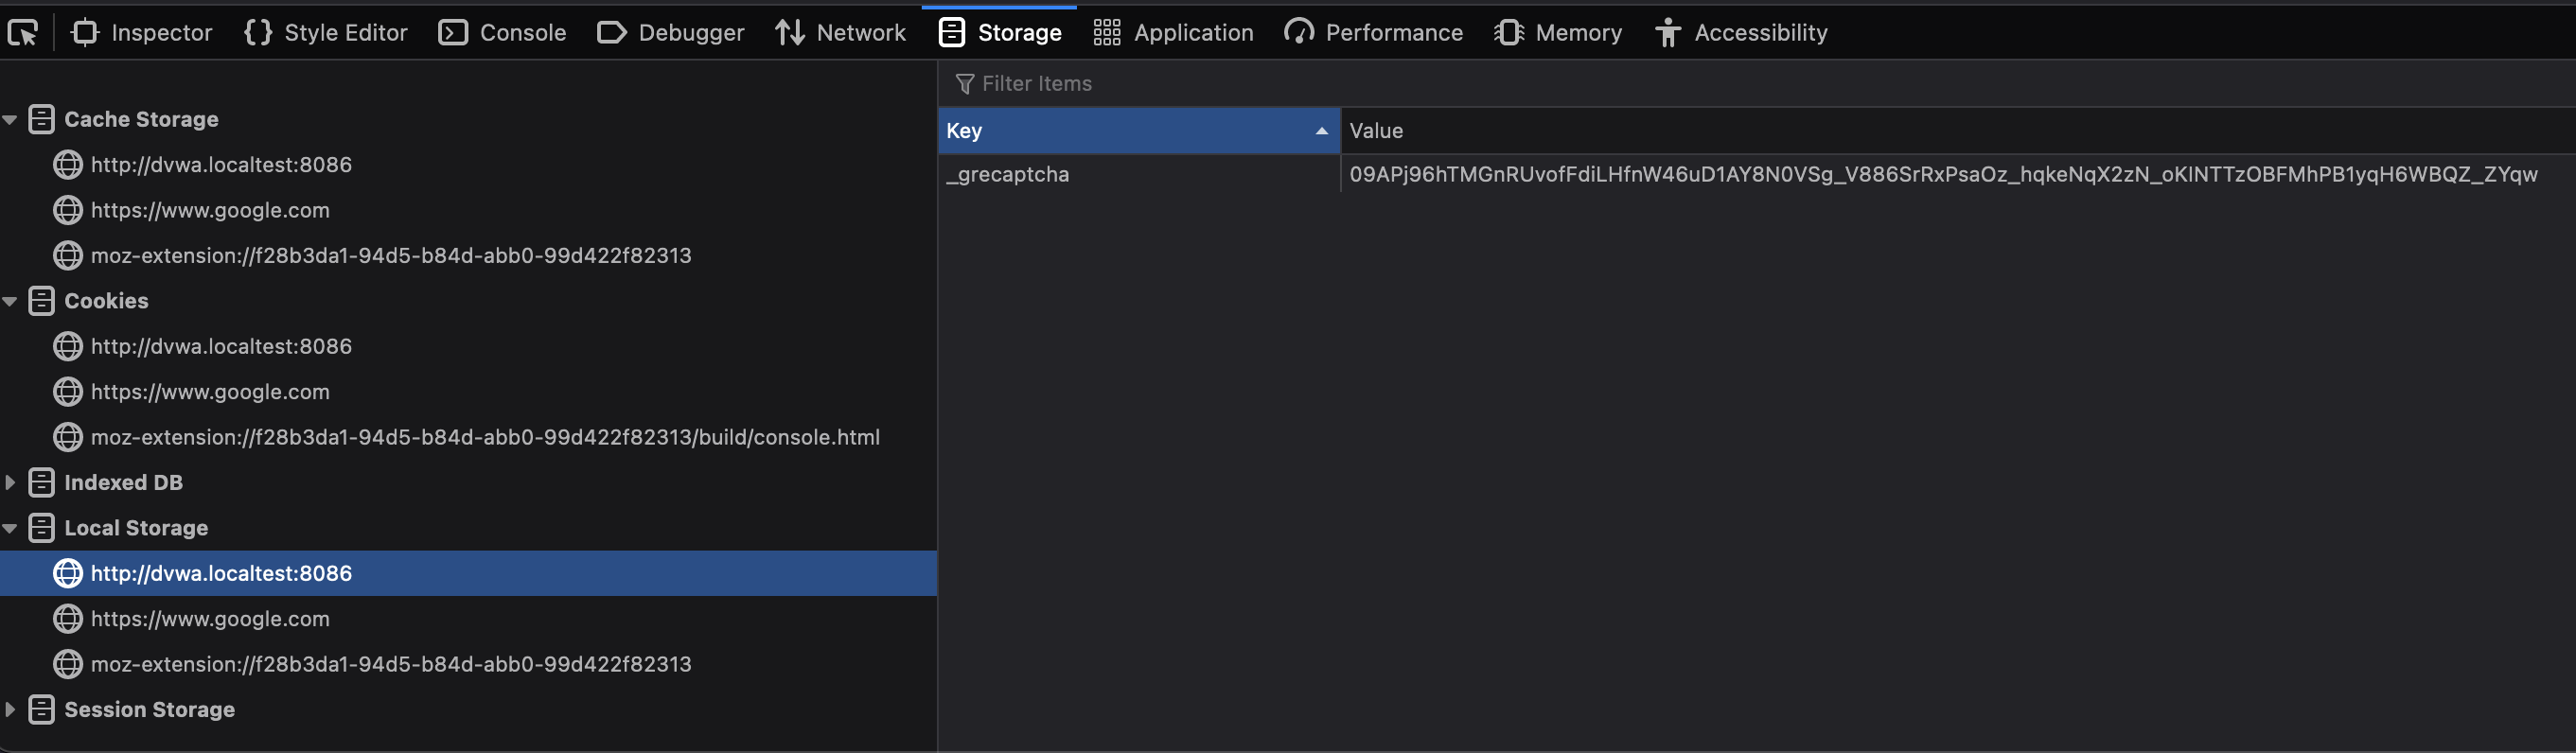 Inspector Style Editor Console Debugger Network Storage Application Performance Memory Accessibility
Filter Items
Cache Storage
http://dvwa.localtest:8086
https://www.google.com
moz-extension://f28b3da1-94d5-b84d-abb0-99d422f82313
Cookies
http://dvwa.localtest:8086
https://www.google.com
moz-extension://f28b3da1-94d5-b84d-abb0-99d422f82313/build/console.html
Indexed DB
Local Storage
http://dvwa.localtest:8086
https://www.google.com
moz-extension://f28b3da1-94d5-b84d-abb0-99d422f82313
Session Storage
Key Value
_grecaptcha 09APj96hTMGnRUvofFdiLHfnW46uD1AY8N0VSg_V886SrRxPsaOz_hqkeNqX2zN_oKINTTzOBFMhPB1yqH6WBQZ_ZYqw